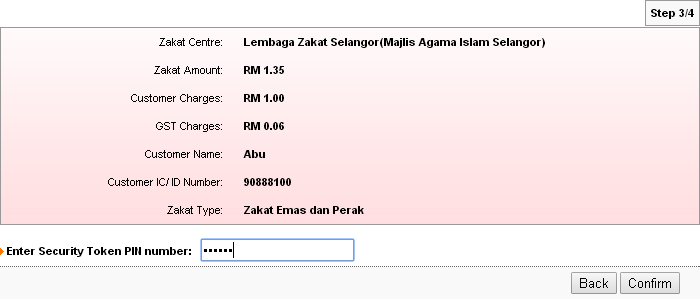 Step 3/4
Zakat Centre: Lembaga Zakat Selangor(Majlis Agama Islam Selangor)
Zakat Amount: RM 1.35
Customer Charges: RM 1.00
GST Charges: RM 0.06
Customer Name: Abu
Customer IC/ ID Number: 90888100
Zakat Type: Zakat Emas dan Perak
Enter Security Token PIN number: ••••••
Back Confirm